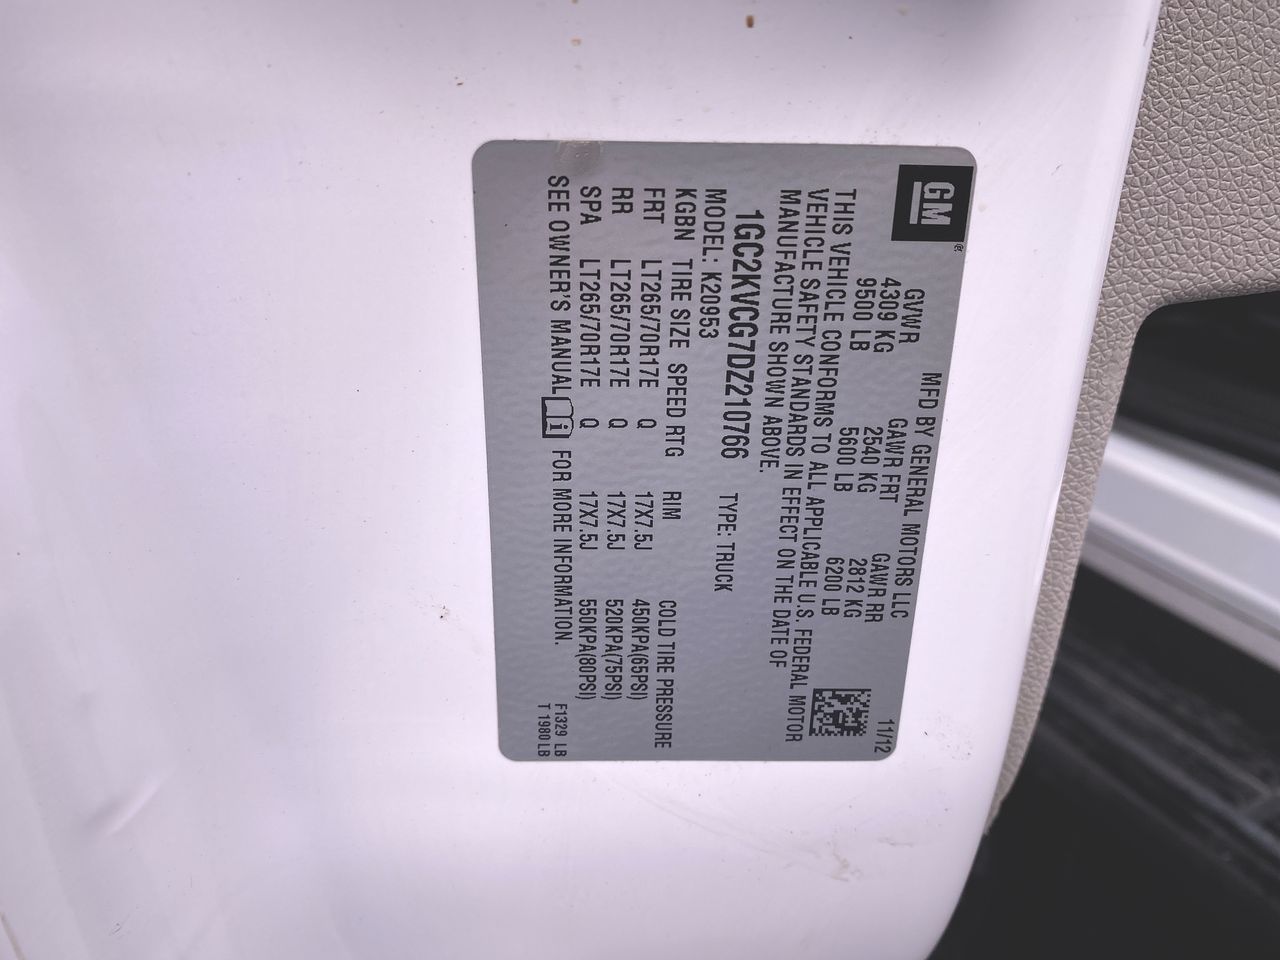 GM®
MFD BY GENERAL MOTORS LLC 11/12
GVWR GAWR FRT GAWR RR
4309 KG 2540 KG 2812 KG
9500 LB 5600 LB 6200 LB
THIS VEHICLE CONFORMS TO ALL APPLICABLE U.S. FEDERAL MOTOR
VEHICLE SAFETY STANDARDS IN EFFECT ON THE DATE OF
MANUFACTURE SHOWN ABOVE.
1GC2KVCG7DZ210766 TYPE: TRUCK
MODEL: K20953
KGBN TIRE SIZE SPEED RTG RIM COLD TIRE PRESSURE
FRT LT265/70R17E Q 17X7.5J 450KPA(65PSI)
RR LT265/70R17E Q 17X7.5J 520KPA(75PSI)
SPA LT265/70R17E Q 17X7.5J 550KPA(80PSI)
SEE OWNER'S MANUAL i FOR MORE INFORMATION.
F1329 LB
T 1980 LB